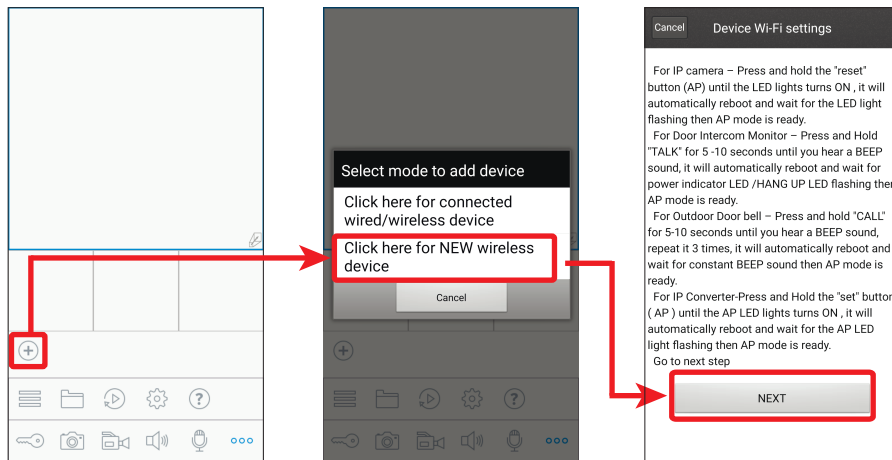 Select mode to add device
Click here for connected
wired/wireless device
Click here for NEW wireless
device
Cancel
?
?
Cancel
Device Wi-Fi settings
For IP camera – Press and hold the "reset"
button (AP) until the LED lights turns ON , it will
automatically reboot and wait for the LED light
flashing then AP mode is ready.
For Door Intercom Monitor – Press and Hold
"TALK" for 5 -10 seconds until you hear a BEEP
sound, it will automatically reboot and wait for
power indicator LED /HANG UP LED flashing then
AP mode is ready.
For Outdoor Door bell – Press and hold "CALL"
for 5-10 seconds until you hear a BEEP sound,
repeat it 3 times, it will automatically reboot and
wait for constant BEEP sound then AP mode is
ready.
For IP Converter-Press and Hold the "set" button
( AP ) until the AP LED lights turns ON , it will
automatically reboot and wait for the AP LED
light flashing then AP mode is ready.
Go to next step
NEXT